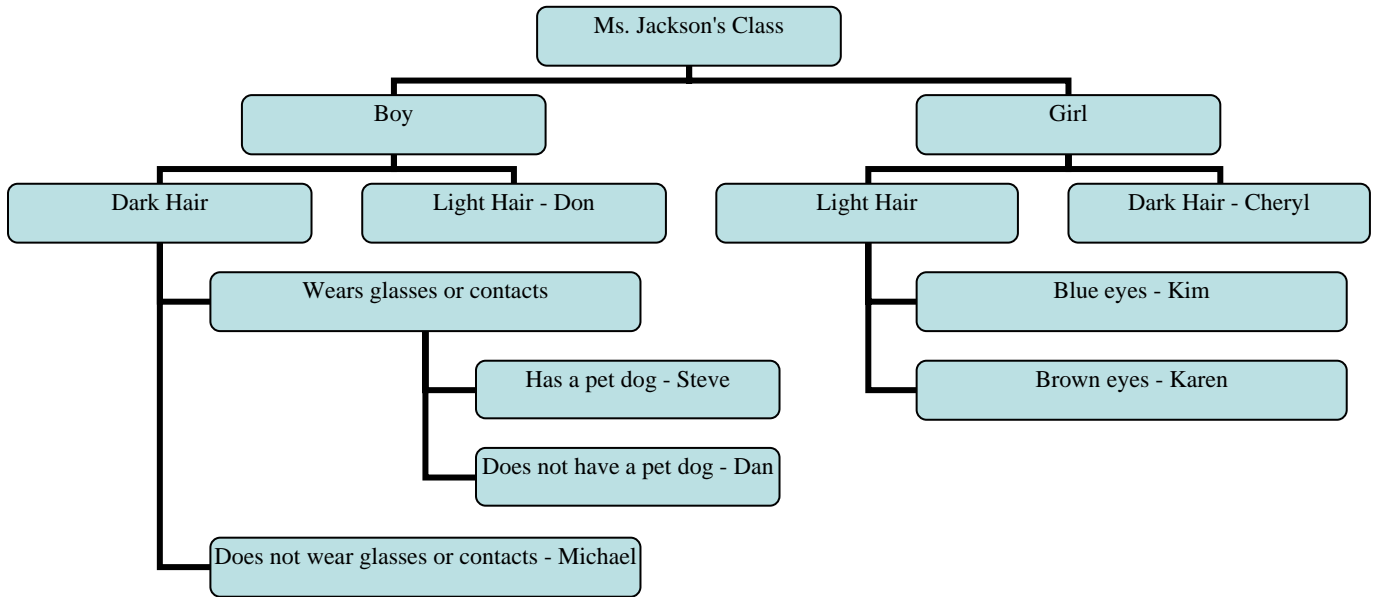 Ms. Jackson's Class
Boy
Girl
Dark Hair
Light Hair - Don
Light Hair
Dark Hair - Cheryl
Wears glasses or contacts
Blue eyes - Kim
Has a pet dog - Steve
Brown eyes - Karen
Does not have a pet dog - Dan
Does not wear glasses or contacts - Michael